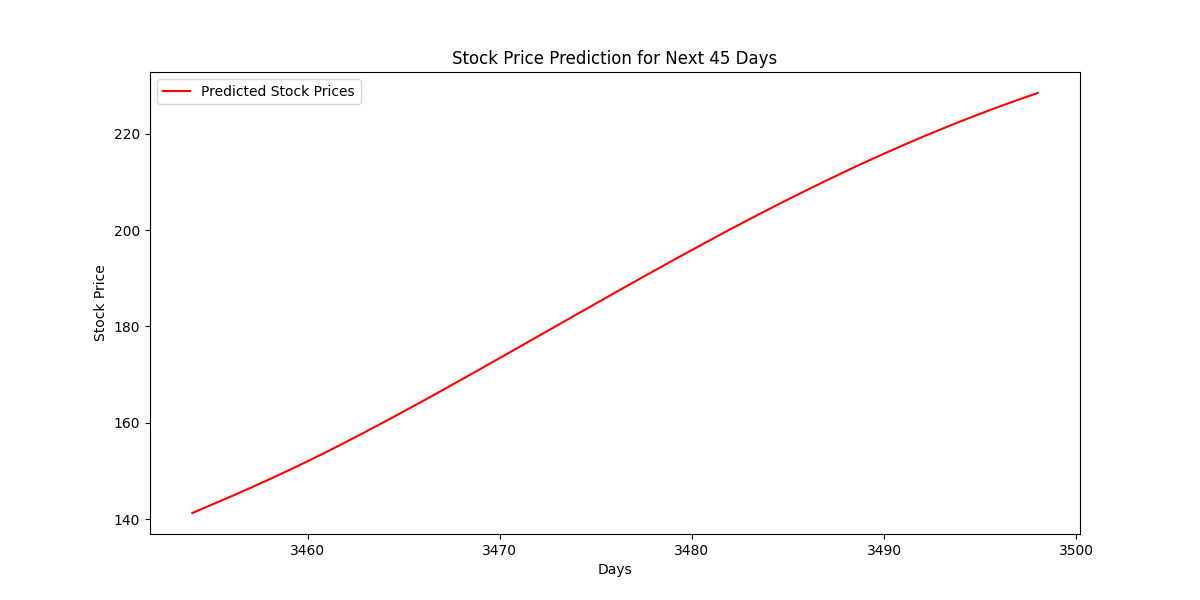 Stock Price Prediction for Next 45 Days
Predicted Stock Prices
Stock Price
220
200
180
160
140
3460 3470 3480 3490 3500
Days